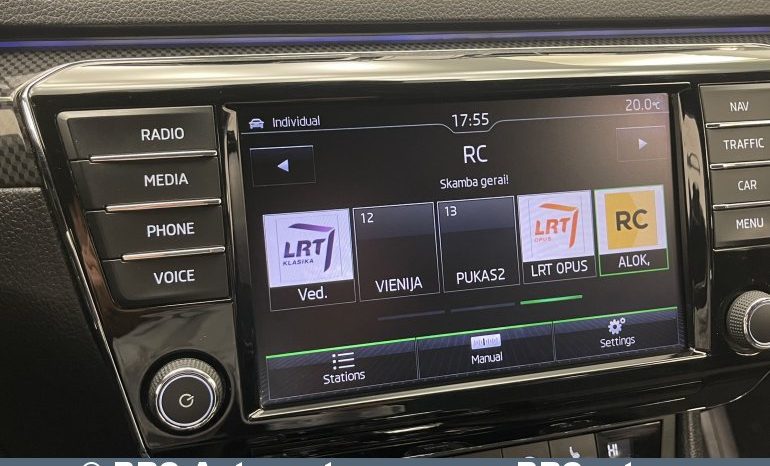 RADIO
MEDIA
PHONE
VOICE
Individual 17:55 20.0°c
RC
Skamba gerai!
LRT KLASIKA
Ved.
12
VIENIJA
13
PUKAS2
LRT OPUS
LRT OPUS
RC
ALOK,
Stations
Manual
Settings
NAV
TRAFFIC
CAR
MENU
HI